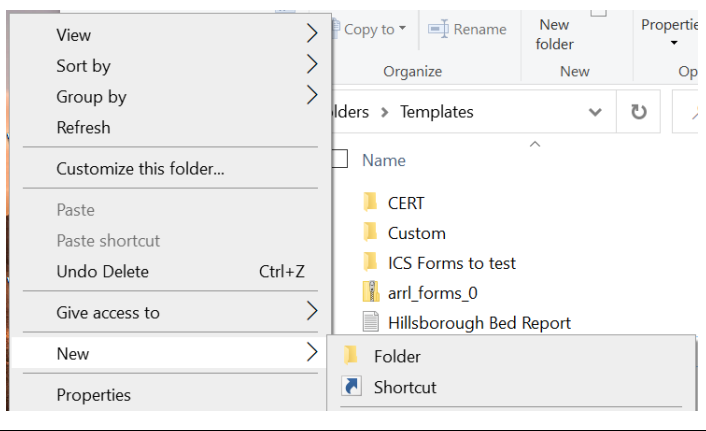 View
Sort by
Group by
Refresh
Customize this folder...
Paste
Paste shortcut
Undo Delete Ctrl+Z
Give access to
New
Properties
Copy to
Rename
New
folder
Organize
New
Templates
Name
CERT
Custom
ICS Forms to test
arrl_forms_0
Hillsborough Bed Report
Folder
Shortcut